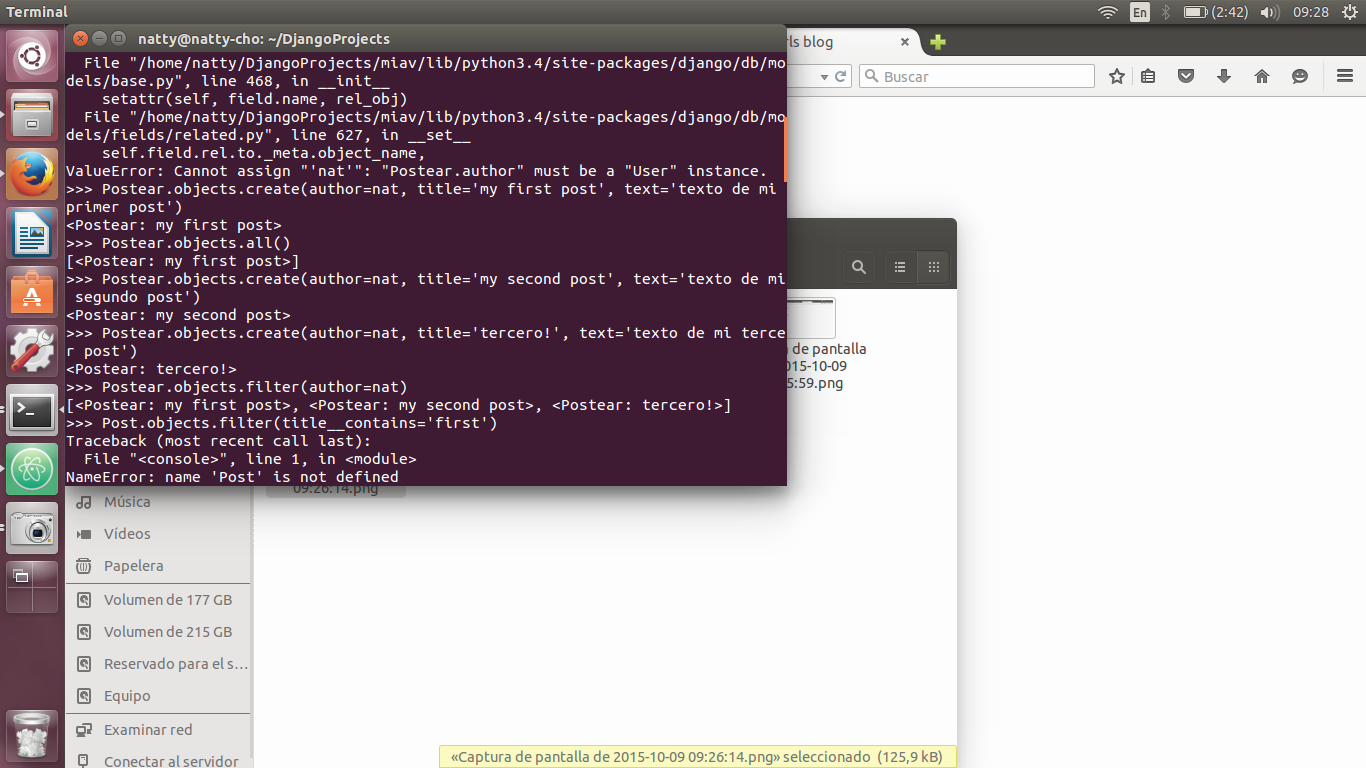 Terminal
En
(2:42)
09:28
natty@natty-cho: ~/DjangoProjects
rls blog
Buscar
  File "/home/natty/DjangoProjects/miav/lib/python3.4/site-packages/django/db/mo
dels/base.py", line 468, in __init__
    setattr(self, field.name, rel_obj)
  File "/home/natty/DjangoProjects/miav/lib/python3.4/site-packages/django/db/mo
dels/fields/related.py", line 627, in __set__
    self.field.rel.to._meta.object_name,
ValueError: Cannot assign "'nat'": "Postear.author" must be a "User" instance.
>>> Postear.objects.create(author=nat, title='my first post', text='texto de mi
primer post')
<Postear: my first post>
>>> Postear.objects.all()
[<Postear: my first post>]
>>> Postear.objects.create(author=nat, title='my second post', text='texto de mi
 segundo post')
<Postear: my second post>
>>> Postear.objects.create(author=nat, title='tercero!', text='texto de mi terce
r post')
<Postear: tercero!>
>>> Postear.objects.filter(author=nat)
[<Postear: my first post>, <Postear: my second post>, <Postear: tercero!>]
>>> Post.objects.filter(title__contains='first')
Traceback (most recent call last):
  File "<console>", line 1, in <module>
NameError: name 'Post' is not defined
de pantalla
2015-10-09
5:59.png
09:26:14.png
Música
Vídeos
Papelera
Volumen de 177 GB
Volumen de 215 GB
Reservado para el s…
Equipo
Examinar red
Conectar al servidor
«Captura de pantalla de 2015-10-09 09:26:14.png» seleccionado (125,9 kB)